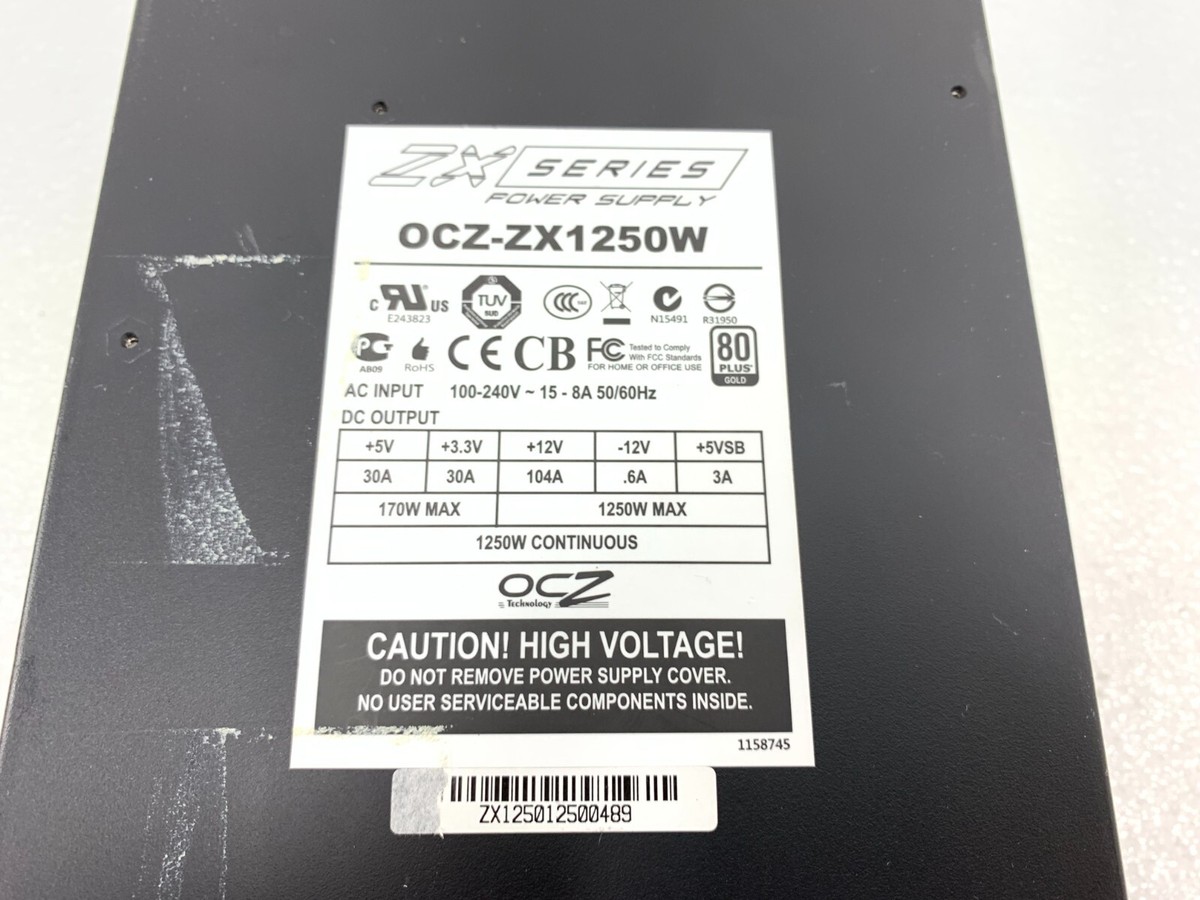 ZX SERIES
POWER SUPPLY
OCZ-ZX1250W
c RU US
E243823
TUV
SUD
CCC
N15491
R31950
PG
AB09
RoHS
CE
CB
FC Tested to Comply
With FCC Standards
FOR HOME OR OFFICE USE
80
PLUS
GOLD
AC INPUT 100-240V ~ 15 - 8A 50/60Hz
DC OUTPUT
+5V +3.3V +12V -12V +5VSB
30A 30A 104A .6A 3A
170W MAX 1250W MAX
1250W CONTINUOUS
OCZ
Technology
CAUTION! HIGH VOLTAGE!
DO NOT REMOVE POWER SUPPLY COVER.
NO USER SERVICEABLE COMPONENTS INSIDE.
1158745
ZX125012500489